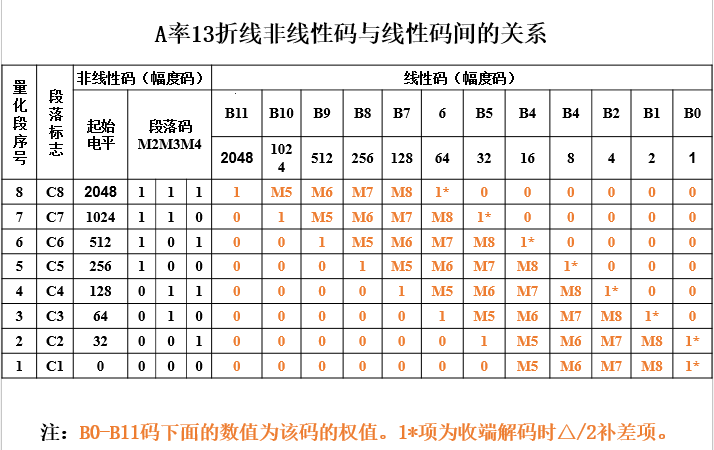 A率13折线非线性码与线性码间的关系
量化段序号 段落标志 非线性码（幅度码） 线性码（幅度码）
起始电平 段落码M2M3M4 B11 B10 B9 B8 B7 6 B5 B4 B4 B2 B1 B0
2048 1024 512 256 128 64 32 16 8 4 2 1
8 C8 2048 1 1 1 1 M5 M6 M7 M8 1* 0 0 0 0 0 0
7 C7 1024 1 1 0 0 1 M5 M6 M7 M8 1* 0 0 0 0 0
6 C6 512 1 0 1 0 0 1 M5 M6 M7 M8 1* 0 0 0 0
5 C5 256 1 0 0 0 0 0 1 M5 M6 M7 M8 1* 0 0 0
4 C4 128 0 1 1 0 0 0 0 1 M5 M6 M7 M8 1* 0 0
3 C3 64 0 1 0 0 0 0 0 0 1 M5 M6 M7 M8 1* 0
2 C2 32 0 0 1 0 0 0 0 0 0 1 M5 M6 M7 M8 1*
1 C1 0 0 0 0 0 0 0 0 0 0 0 M5 M6 M7 M8 1*
注：B0-B11码下面的数值为该码的权值。1*项为收端解码时△/2补差项。